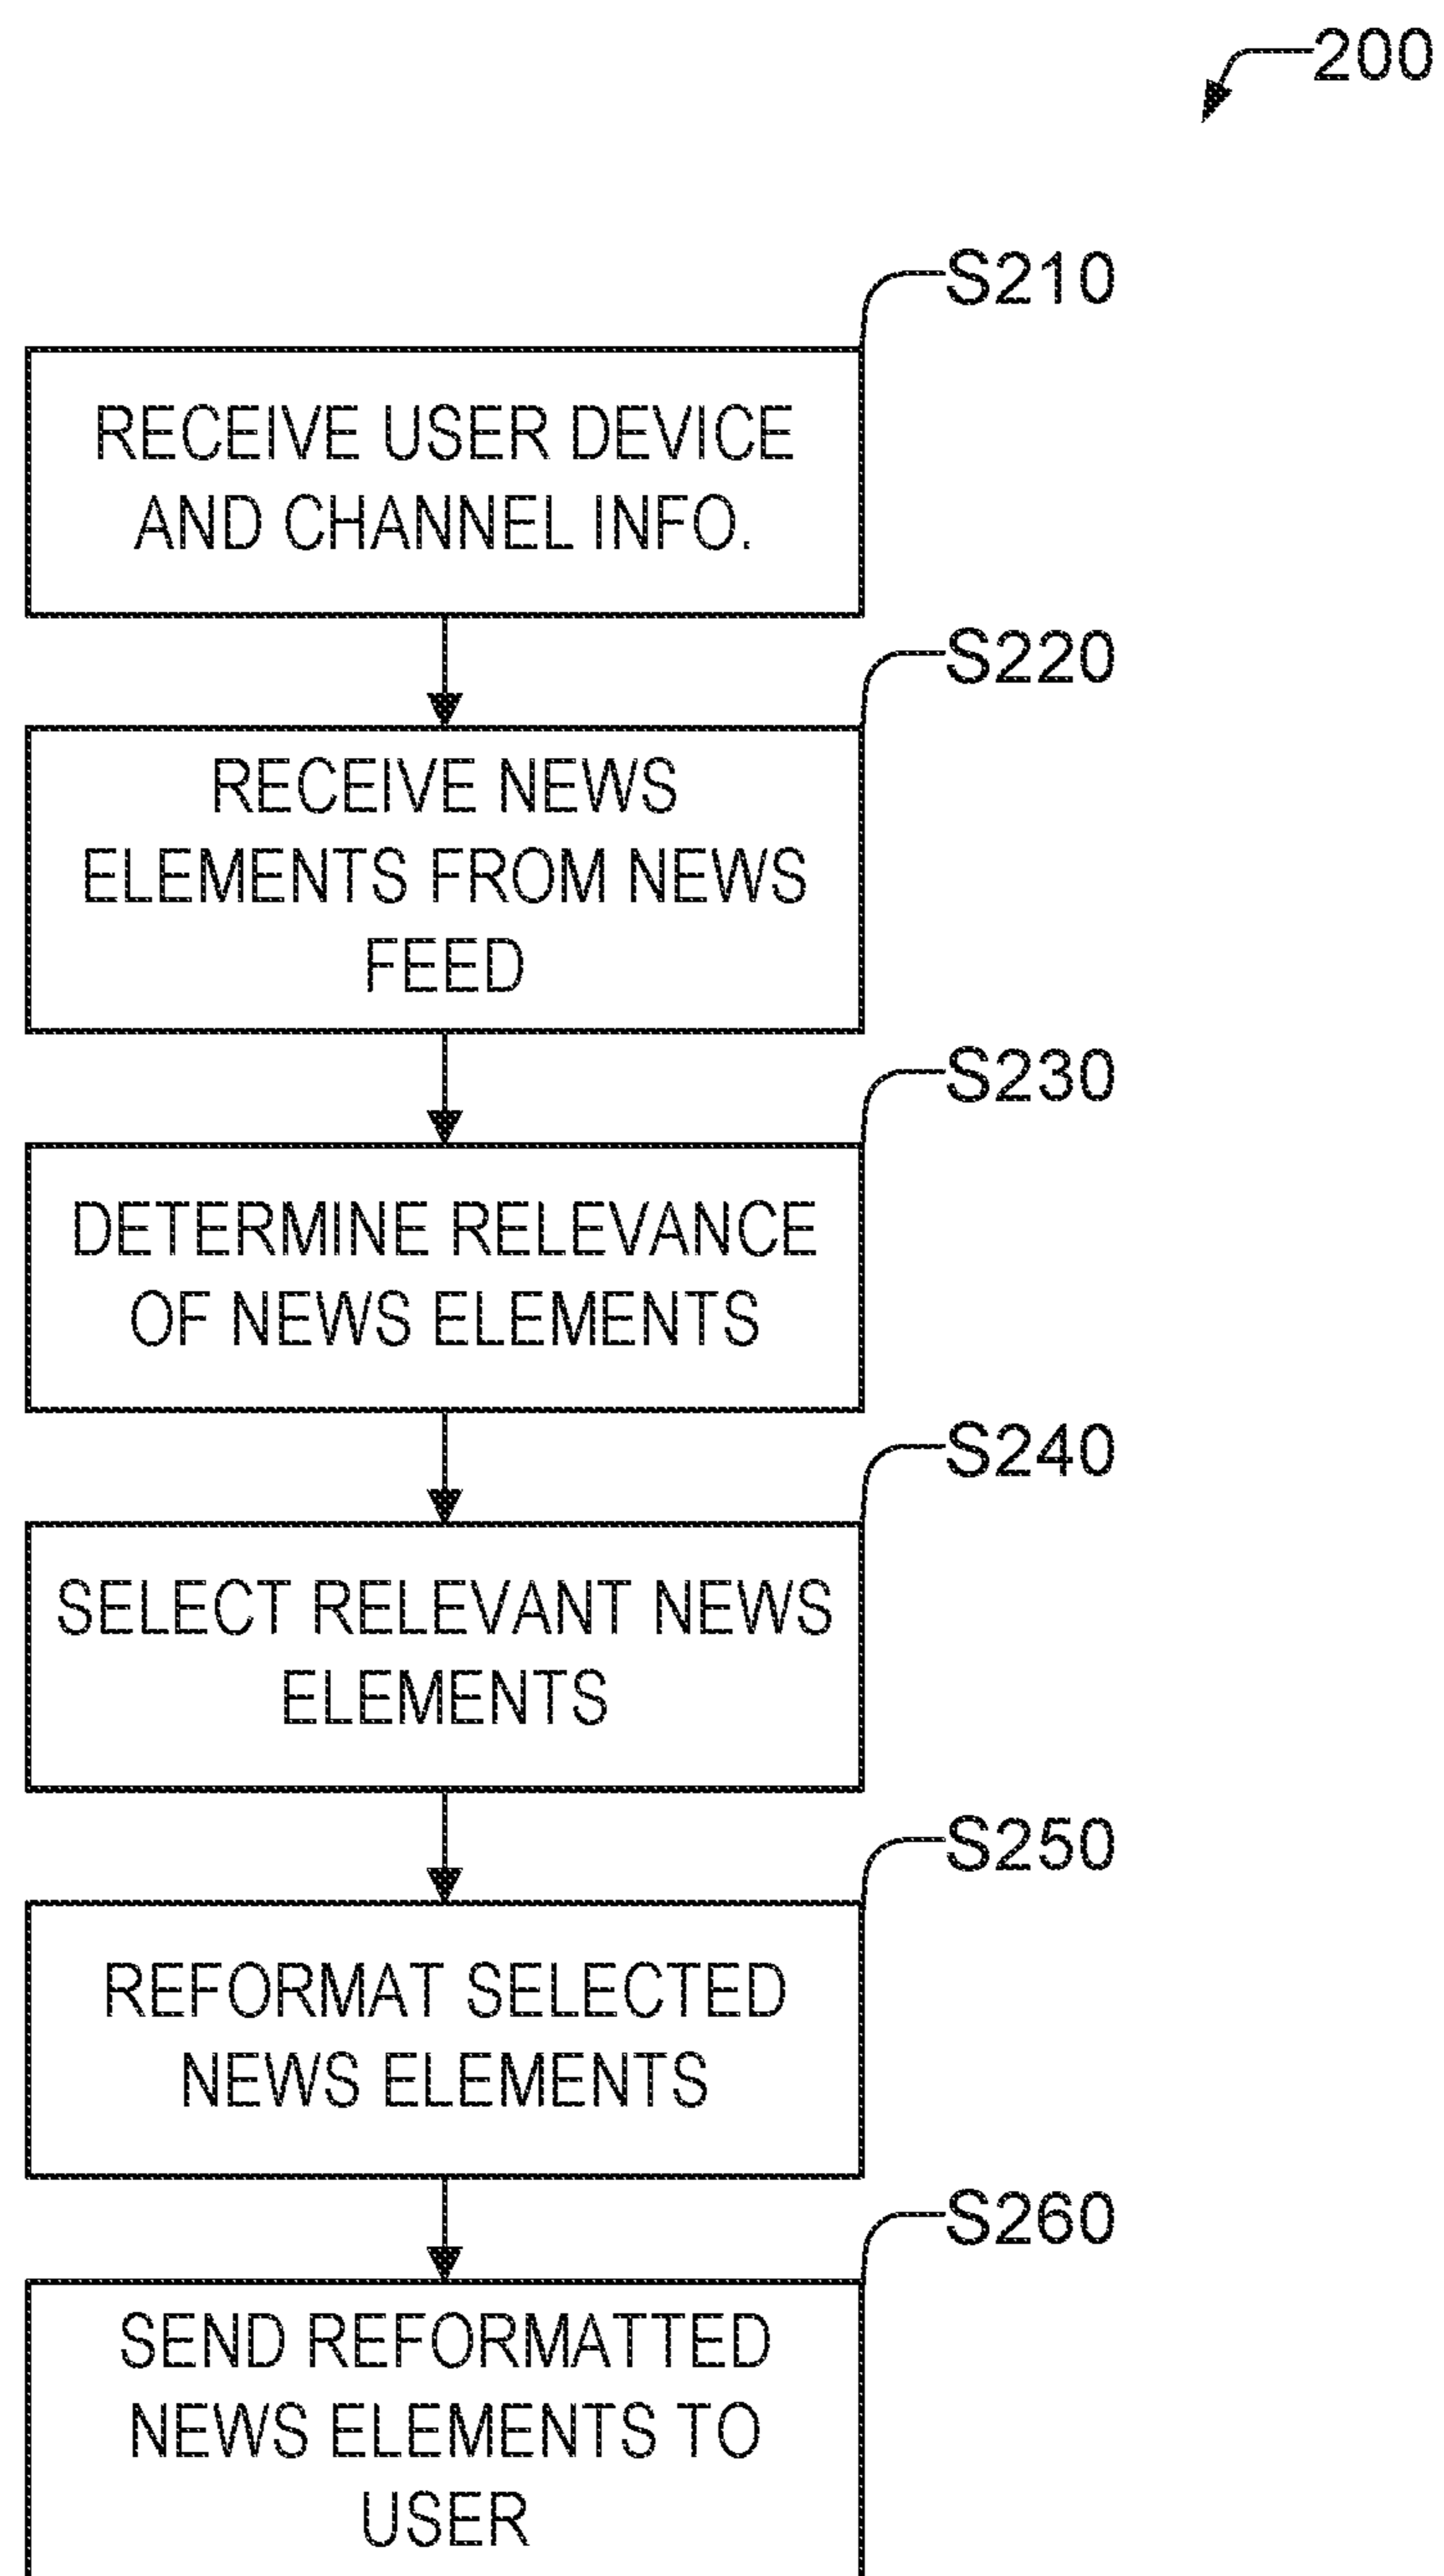 200
S210
RECEIVE USER DEVICE
AND CHANNEL INFO.
S220
RECEIVE NEWS
ELEMENTS FROM NEWS
FEED
S230
DETERMINE RELEVANCE
OF NEWS ELEMENTS
S240
SELECT RELEVANT NEWS
ELEMENTS
S250
REFORMAT SELECTED
NEWS ELEMENTS
S260
SEND REFORMATTED
NEWS ELEMENTS TO
USER